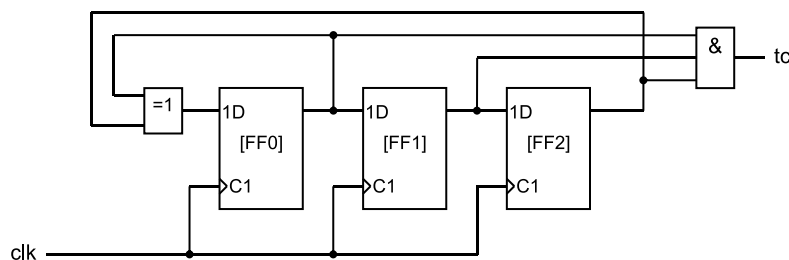 &
tc
=1
1D
1D
1D
[FF0]
[FF1]
[FF2]
C1
C1
C1
clk